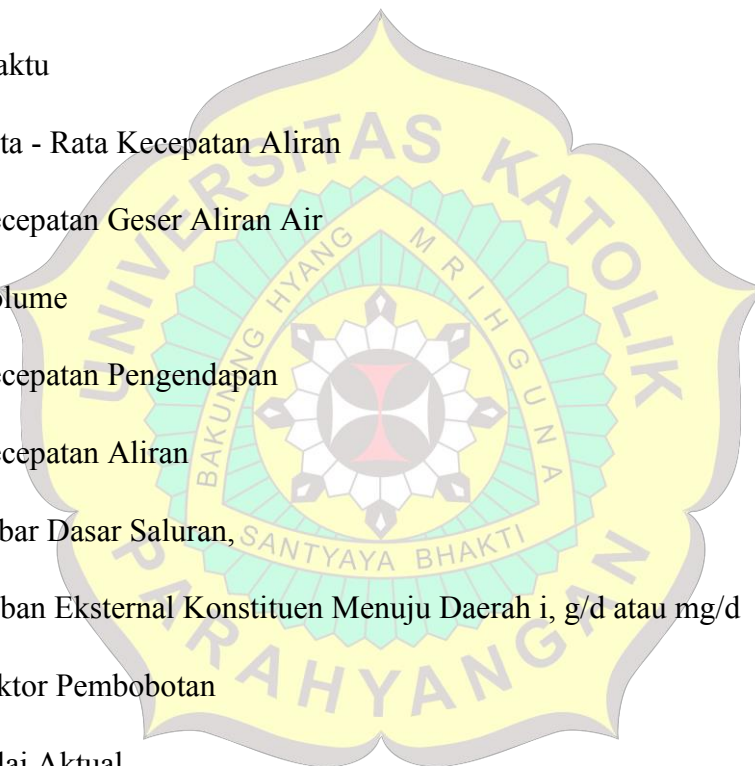 aktu
ta - Rata Kecepatan Aliran
ecepatan Geser Aliran Air
olume
ecepatan Pengendapan
ecepatan Aliran
bar Dasar Saluran,
ban Eksternal Konstituen Menuju Daerah i, g/d atau mg/d
ktor Pembobotan
lai Aktual
UNIVERSITAS KATOLIK
PARAHYANGAN
BAKUNING HYANG MRIHGUNA
SANTYAYA BHAKTI